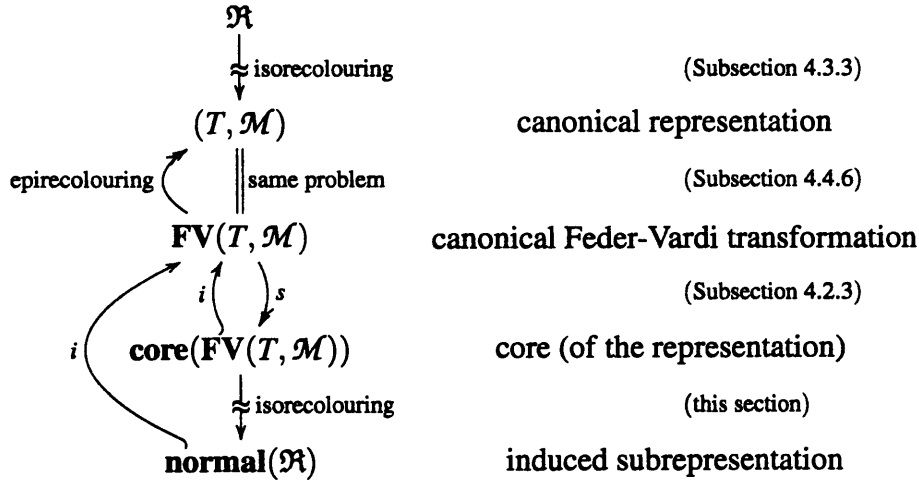 ℜ
≈ isorecolouring (Subsection 4.3.3)
(T, ℳ) canonical representation
epirecolouring same problem (Subsection 4.4.6)
FV(T, ℳ) canonical Feder-Vardi transformation
i s (Subsection 4.2.3)
i core(FV(T, ℳ)) core (of the representation)
≈ isorecolouring (this section)
normal(ℜ) induced subrepresentation